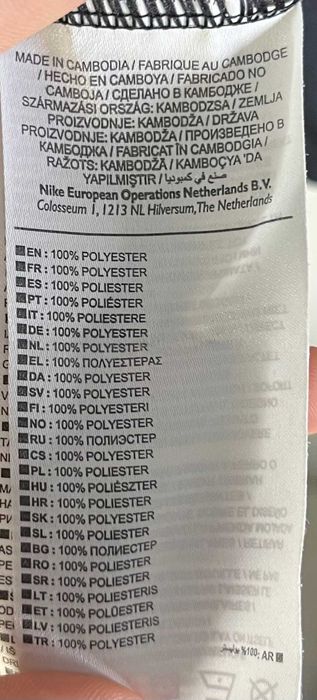 MADE IN CAMBODIA / FABRIQUE AU CAMBODGE
/ HECHO EN CAMBOYA / FABRICADO NO
CAMBOJA / СДЕЛАНО В КАМБОДЖЕ /
SZÁRMAZÁSI ORSZÁG: KAMBODZSA / ZEMLJA
PROIZVODNJE: KAMBODŽA / DRŽAVA
PROIZVODNJE: KAMBODŽA / ПРОИЗВЕДЕНО В
КАМБОДЖА / FABRICAT ÎN CAMBODGIA /
RAŽOTS: KAMBODŽĀ / KAMBOÇYA 'DA
YAPILMIŞTIR / صنع في كمبوديا
Nike European Operations Netherlands B.V.
Colosseum 1, 1213 NL Hilversum, The Netherlands
EN : 100% POLYESTER
FR : 100% POLYESTER
ES : 100% POLIESTER
PT : 100% POLIÉSTER
IT : 100% POLIESTERE
DE : 100% POLYESTER
NL : 100% POLYESTER
EL : 100% ΠΟΛΥΕΣΤΕΡΑΣ
DA : 100% POLYESTER
SV : 100% POLYESTER
FI : 100% POLYESTERI
NO : 100% POLYESTER
RU : 100% ПОЛИЭСТЕР
CS : 100% POLYESTER
PL : 100% POLIESTER
HU : 100% POLIÉSZTER
HR : 100% POLIESTER
SK : 100% POLYESTER
SL : 100% POLIESTER
BG : 100% ПОЛИЕСТЕР
RO : 100% POLIESTER
SR : 100% POLIESTER
LT : 100% POLIESTERIS
ET : 100% POLÜESTER
LV : 100% POLIESTERIS
TR : 100% POLYESTER
%100 : AR